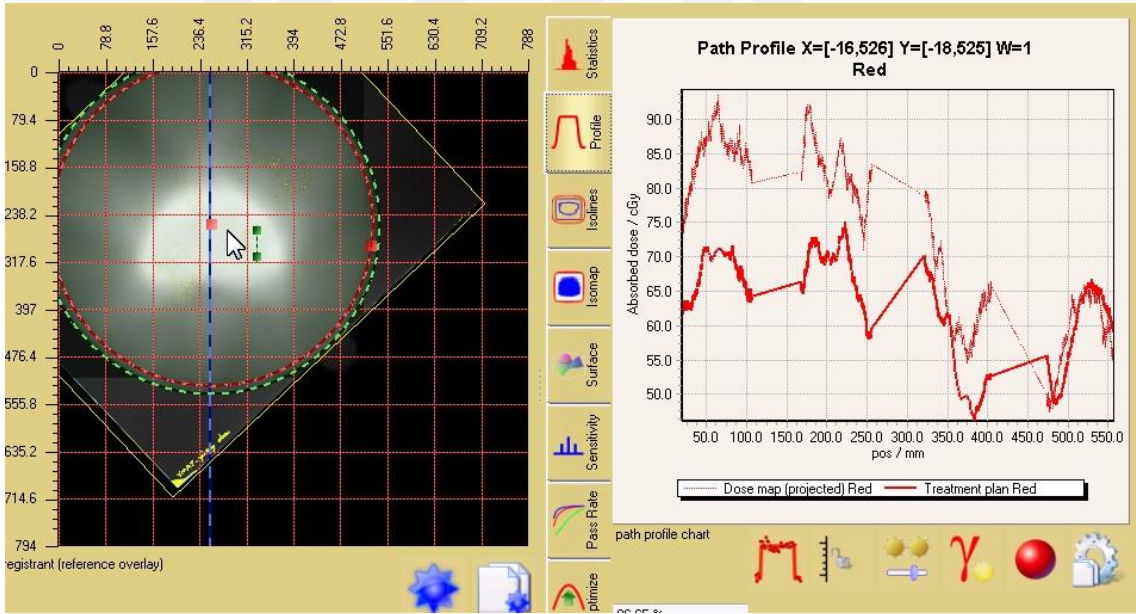 0 78.8 157.6 236.4 315.2 394 472.8 551.6 630.4 709.2 788
0
79.4
158.8
238.2
317.6
397
476.4
555.8
635.2
714.6
794
egistrant (reference overlay)
Statistics
Profile
Isolines
Isomap
Surface
Sensitivity
Pass Rate
ptimize
Path Profile X=[-16,526] Y=[-18,525] W=1
Red
Absorbed dose / cGy
90.0
85.0
80.0
75.0
70.0
65.0
60.0
55.0
50.0
50.0 100.0 150.0 200.0 250.0 300.0 350.0 400.0 450.0 500.0 550.0
pos / mm
Dose map (projected) Red Treatment plan Red
path profile chart
γ